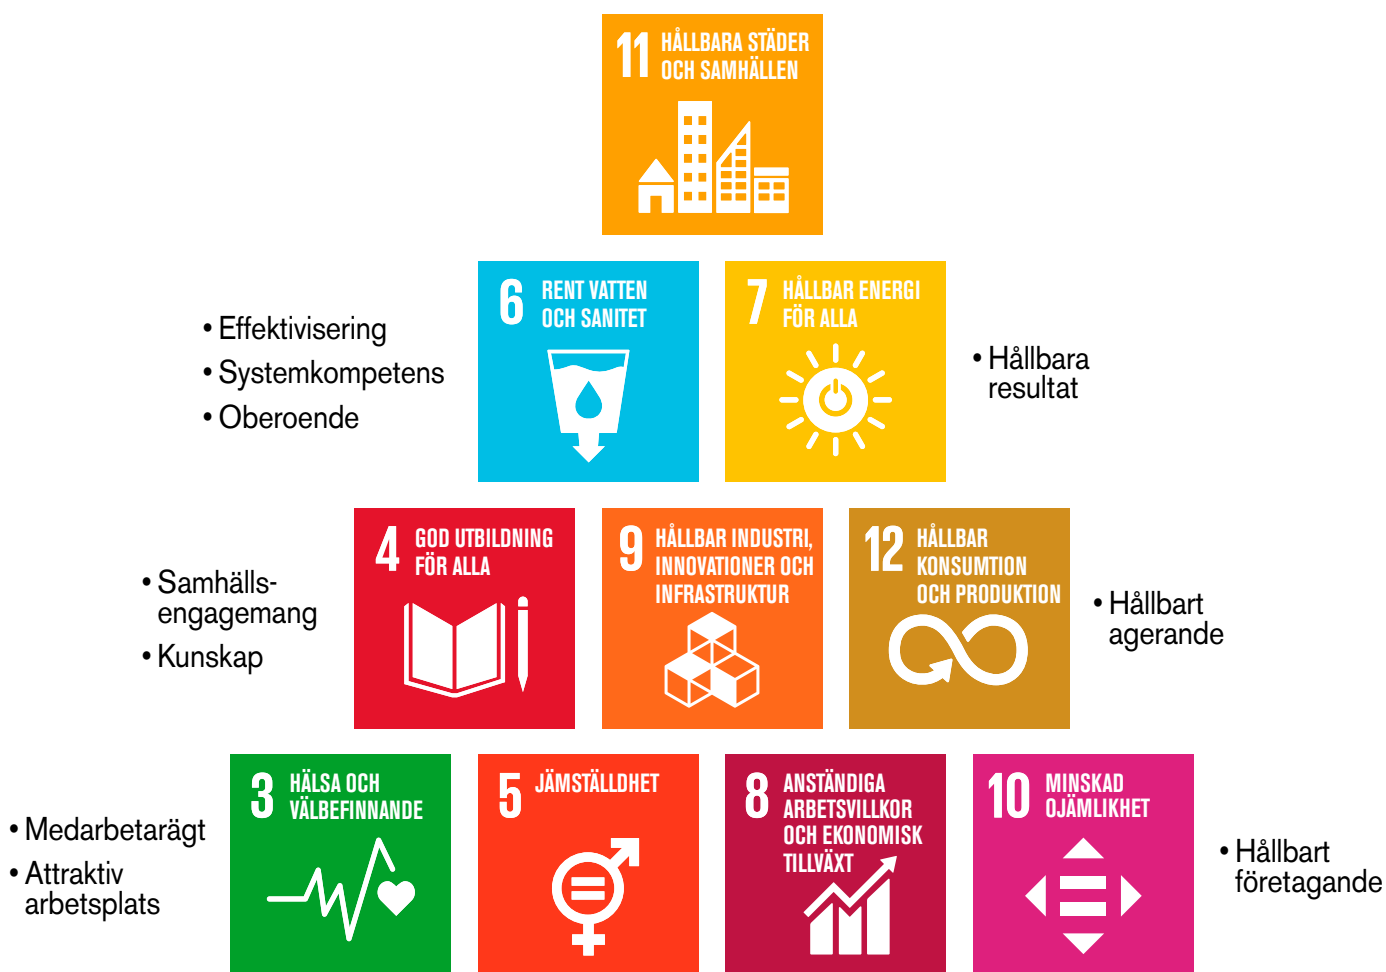 11 HÅLLBARA STÄDER
OCH SAMHÄLLEN
• Effektivisering
• Systemkompetens
• Oberoende
6 RENT VATTEN
OCH SANITET
7 HÅLLBAR ENERGI
FÖR ALLA
• Hållbara
resultat
• Samhälls-
engagemang
• Kunskap
4 GOD UTBILDNING
FÖR ALLA
9 HÅLLBAR INDUSTRI,
INNOVATIONER OCH
INFRASTRUKTUR
12 HÅLLBAR
KONSUMTION
OCH PRODUKTION
• Hållbart
agerande
• Medarbetarägt
• Attraktiv
arbetsplats
3 HÄLSA OCH
VÄLBEFINNANDE
5 JÄMSTÄLLDHET
8 ANSTÄNDIGA
ARBETSVILLKOR
OCH EKONOMISK
TILLVÄXT
10 MINSKAD
OJÄMLIKHET
• Hållbart
företagande